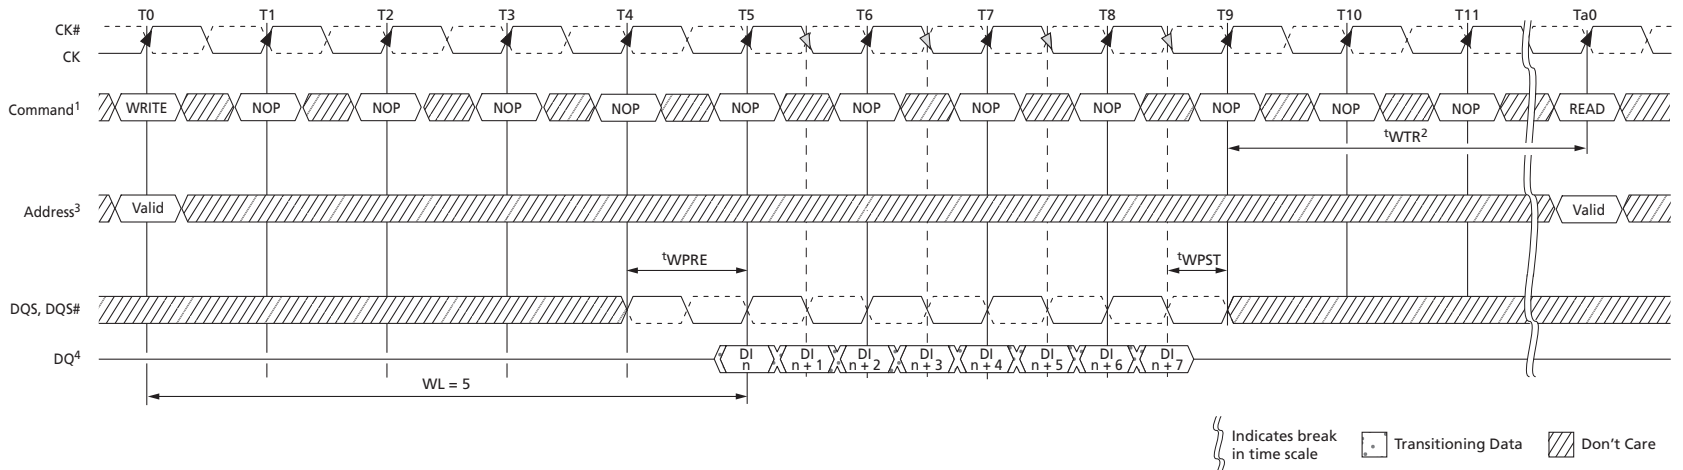 T0 T1 T2 T3 T4 T5 T6 T7 T8 T9 T10 T11 Ta0
CK#
CK
Command1 WRITE NOP NOP NOP NOP NOP NOP NOP NOP NOP NOP NOP READ
tWTR2
Address3 Valid Valid
tWPRE tWPST
DQS, DQS#
DQ4 DI n DI n + 1 DI n + 2 DI n + 3 DI n + 4 DI n + 5 DI n + 6 DI n + 7
WL = 5
Indicates break
in time scale
Transitioning Data
Don't Care